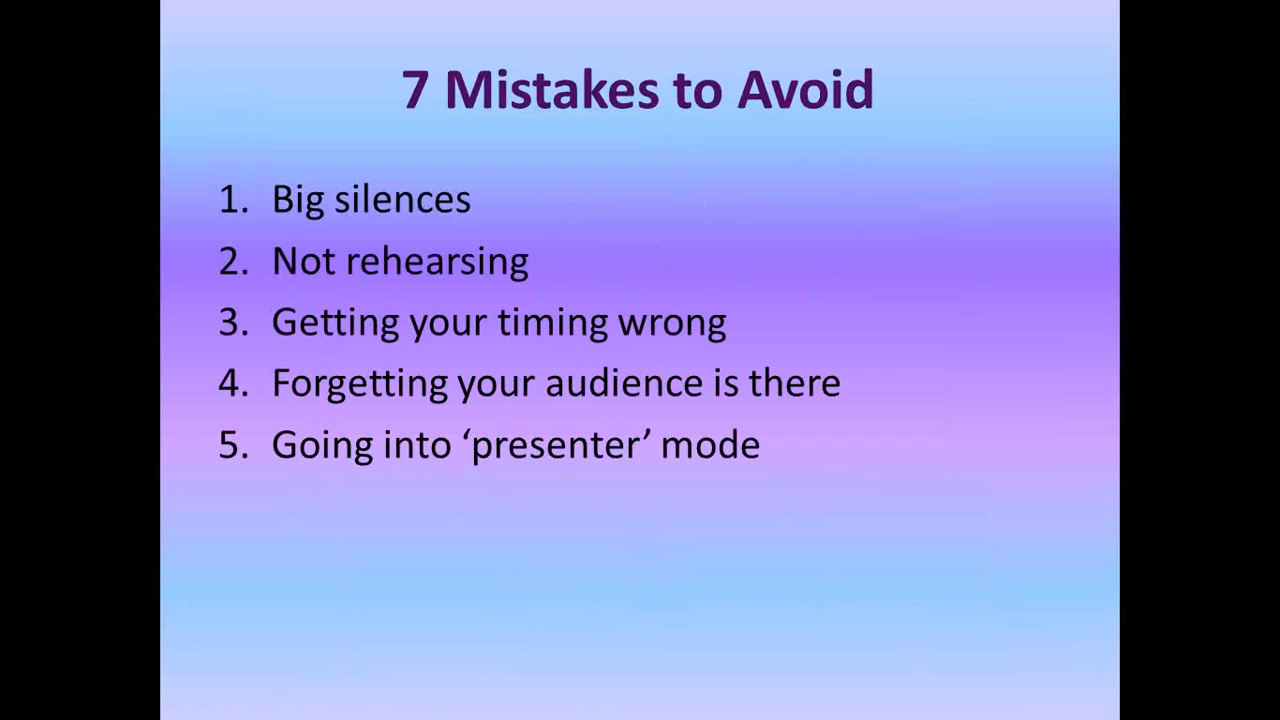 7 Mistakes to Avoid
1. Big silences
2. Not rehearsing
3. Getting your timing wrong
4. Forgetting your audience is there
5. Going into ‘presenter’ mode